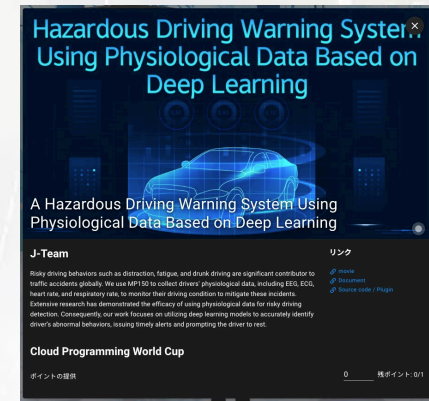 Hazardous Driving Warning System
Using Physiological Data Based on
Deep Learning
A Hazardous Driving Warning System Using
Physiological Data Based on Deep Learning
J-Team
リンク
Risky driving behaviors such as distraction, fatigue, and drunk driving are significant contributor to
traffic accidents globally. We use MP150 to collect drivers' physiological data, including EEG, ECG,
heart rate, and respiratory rate, to monitor their driving condition to mitigate these incidents.
Extensive research has demonstrated the efficacy of using physiological data for risky driving
detection. Consequently, our work focuses on utilizing deep learning models to accurately identify
driver's abnormal behaviors, issuing timely alerts and prompting the driver to rest.
movie
Document
Source code / Plugin
Cloud Programming World Cup
ポイントの提供
0 残ポイント: 0/1